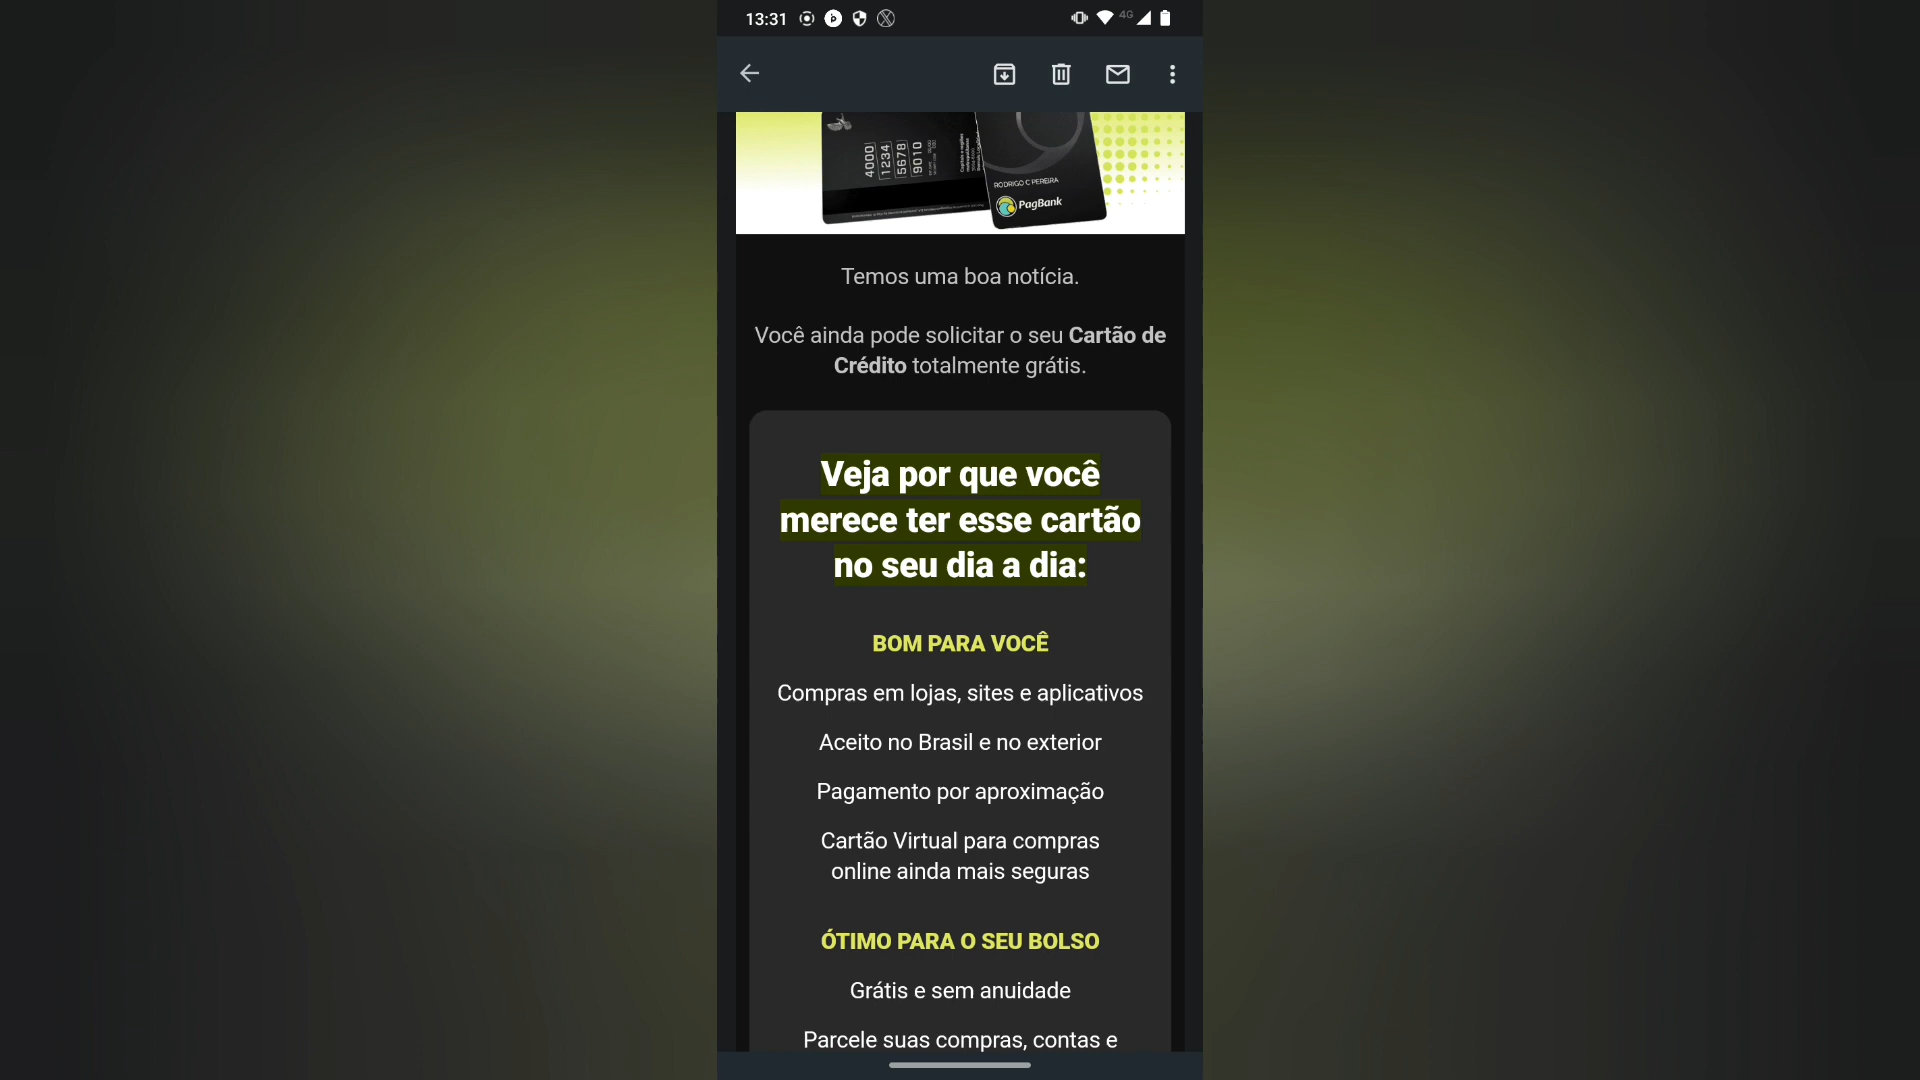 13:31
4G
4000
1234
5678
9010
RODRIGO C PEREIRA
PagBank
Temos uma boa notícia.
Você ainda pode solicitar o seu Cartão de
Crédito totalmente grátis.
Veja por que você
merece ter esse cartão
no seu dia a dia:
BOM PARA VOCÊ
Compras em lojas, sites e aplicativos
Aceito no Brasil e no exterior
Pagamento por aproximação
Cartão Virtual para compras
online ainda mais seguras
ÓTIMO PARA O SEU BOLSO
Grátis e sem anuidade
Parcele suas compras, contas e